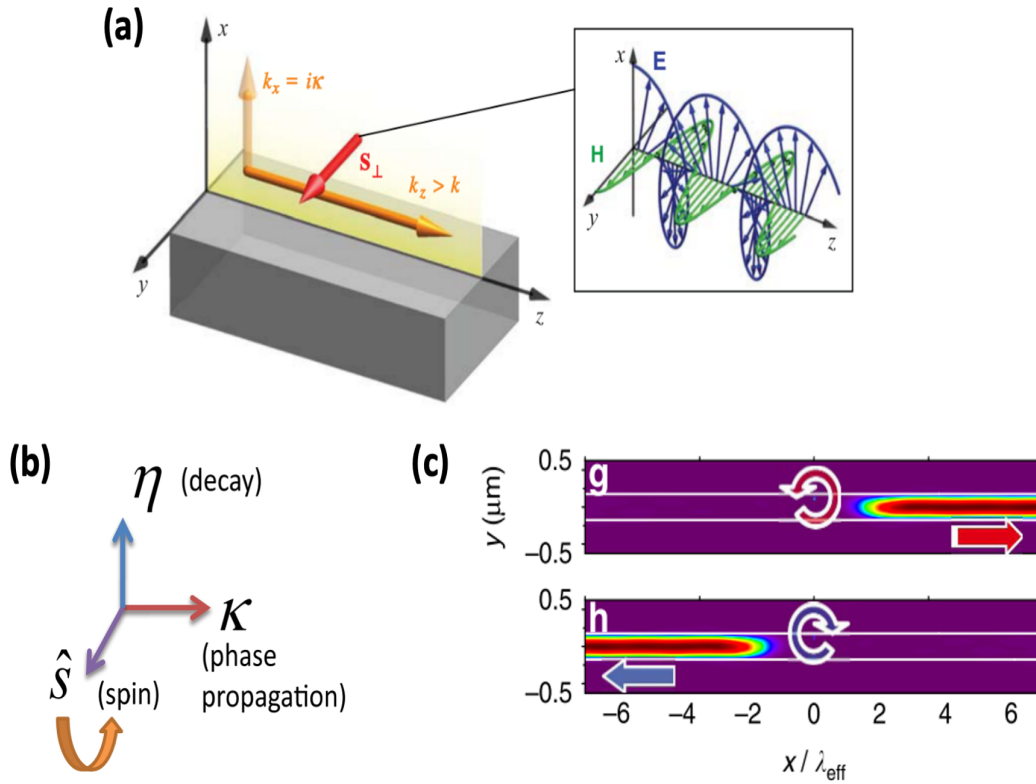 (a)
x
k_x = iκ
S⊥
k_z > k
y
z
x
E
H
y
z
(b)
η (decay)
κ
(phase
propagation)
ŝ (spin)
(c)
g
h
y (μm)
0.5
−0.5
0.5
−0.5
−6 −4 −2 0 2 4 6
x / λ_eff